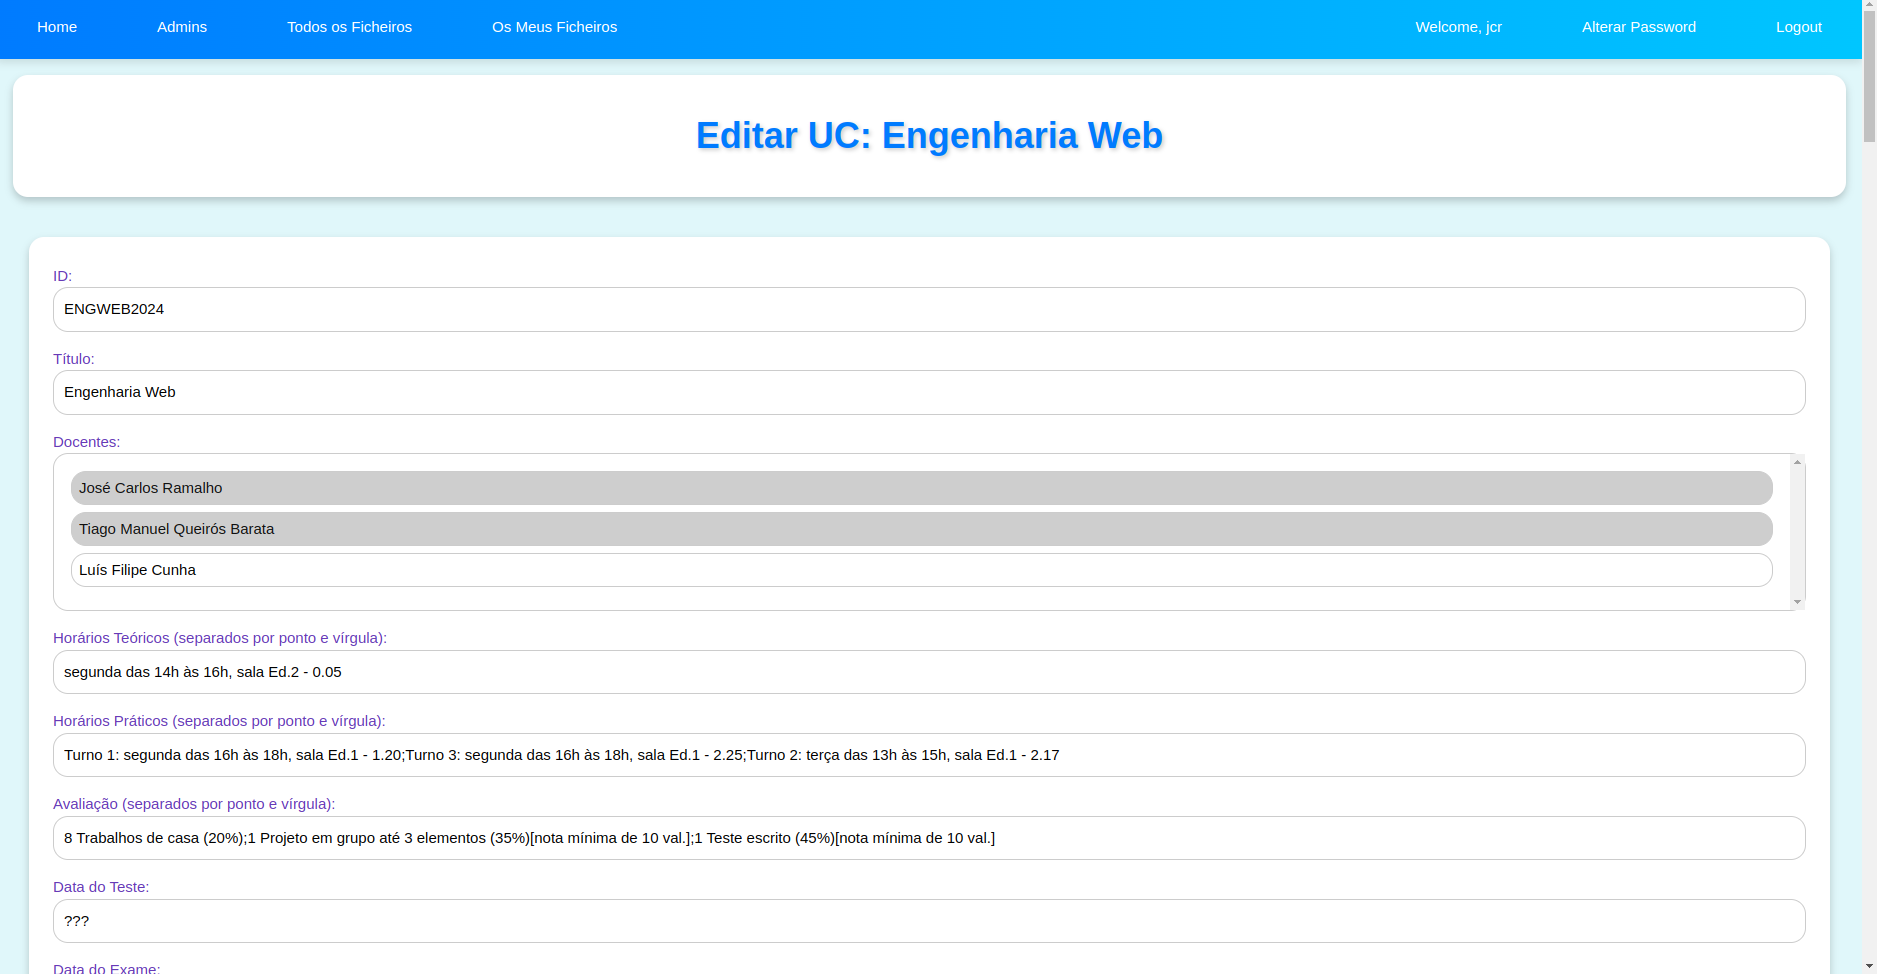 Home Admins Todos os Ficheiros Os Meus Ficheiros Welcome, jcr Alterar Password Logout
Editar UC: Engenharia Web
ID:
ENGWEB2024
Título:
Engenharia Web
Docentes:
José Carlos Ramalho
Tiago Manuel Queirós Barata
Luís Filipe Cunha
Horários Teóricos (separados por ponto e vírgula):
segunda das 14h às 16h, sala Ed.2 - 0.05
Horários Práticos (separados por ponto e vírgula):
Turno 1: segunda das 16h às 18h, sala Ed.1 - 1.20;Turno 3: segunda das 16h às 18h, sala Ed.1 - 2.25;Turno 2: terça das 13h às 15h, sala Ed.1 - 2.17
Avaliação (separados por ponto e vírgula):
8 Trabalhos de casa (20%);1 Projeto em grupo até 3 elementos (35%)[nota mínima de 10 val.];1 Teste escrito (45%)[nota mínima de 10 val.]
Data do Teste:
???
Data do Exame: